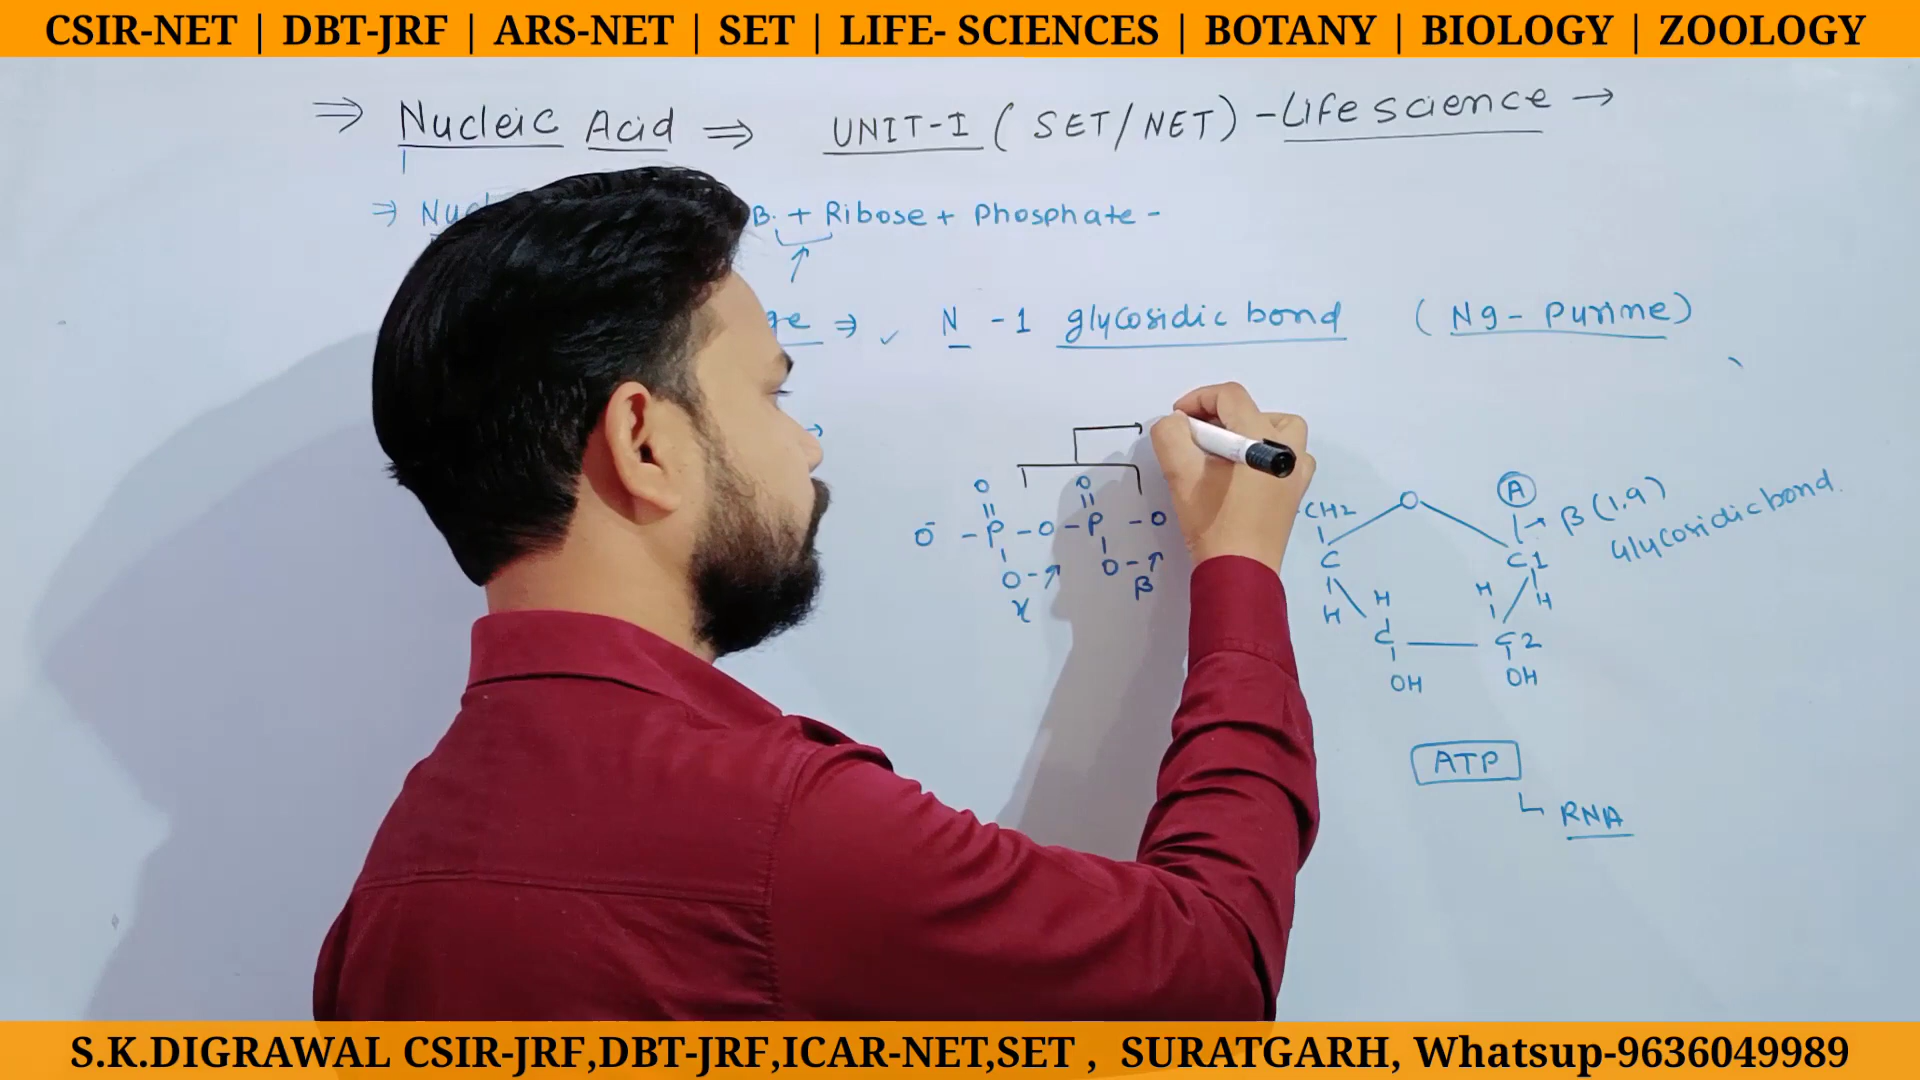 CSIR-NET | DBT-JRF | ARS-NET | SET | LIFE- SCIENCES | BOTANY | BIOLOGY | ZOOLOGY
⇒ Nucleic Acid ⇒ UNIT-I ( SET/NET) - Life science →
⇒ Nucl B. + Ribose + Phosphate -
ge ⇒ ✓ N - 1 glycosidic bond ( N9 - Purine)
O O
O⁻ - P - O - P - O
O - ↗ O - ↗
γ β
CH2 O A
β (1,9)
Glycosidic bond.
C C1
H H H H
C C2
OH OH
ATP
RNA
S.K.DIGRAWAL CSIR-JRF,DBT-JRF,ICAR-NET,SET , SURATGARH, Whatsup-9636049989